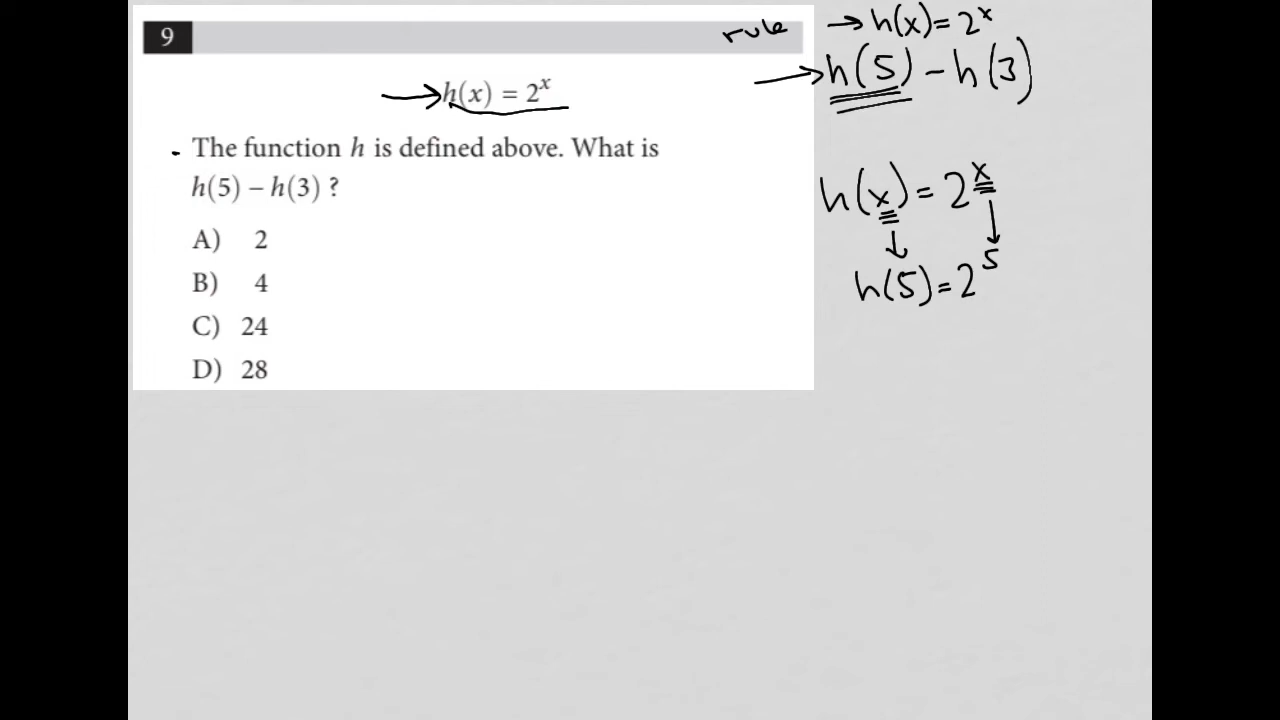 9
h(x) = 2^x
The function h is defined above. What is
h(5) – h(3) ?
A) 2
B) 4
C) 24
D) 28
rule → h(x) = 2^x
→ h(5) – h(3)
h(x) = 2^x
h(5) = 2^5